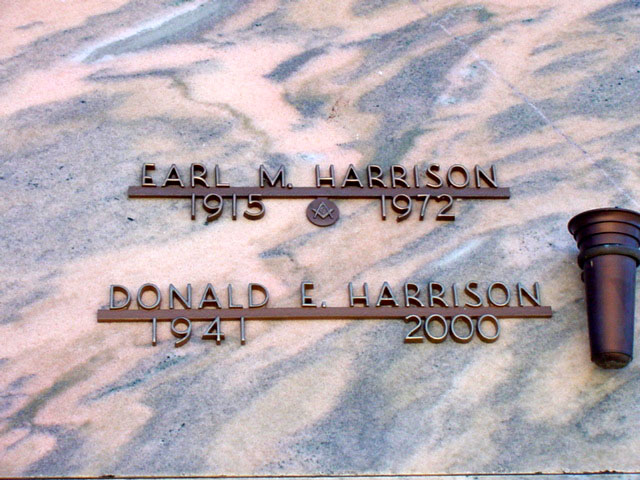 EARL M. HARRISON
1915 1972
DONALD E. HARRISON
1941 2000